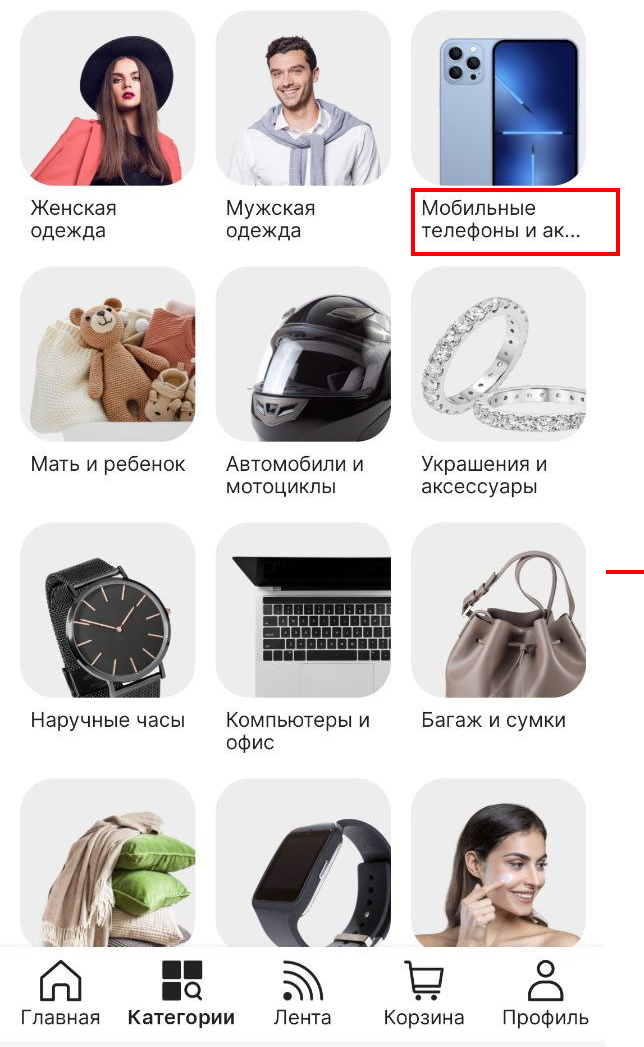 Женская
одежда
Мужская
одежда
Мобильные
телефоны и ак...
Мать и ребенок
Автомобили и
мотоциклы
Украшения и
аксессуары
Наручные часы
Компьютеры и
офис
Багаж и сумки
Главная
Категории
Лента
Корзина
Профиль